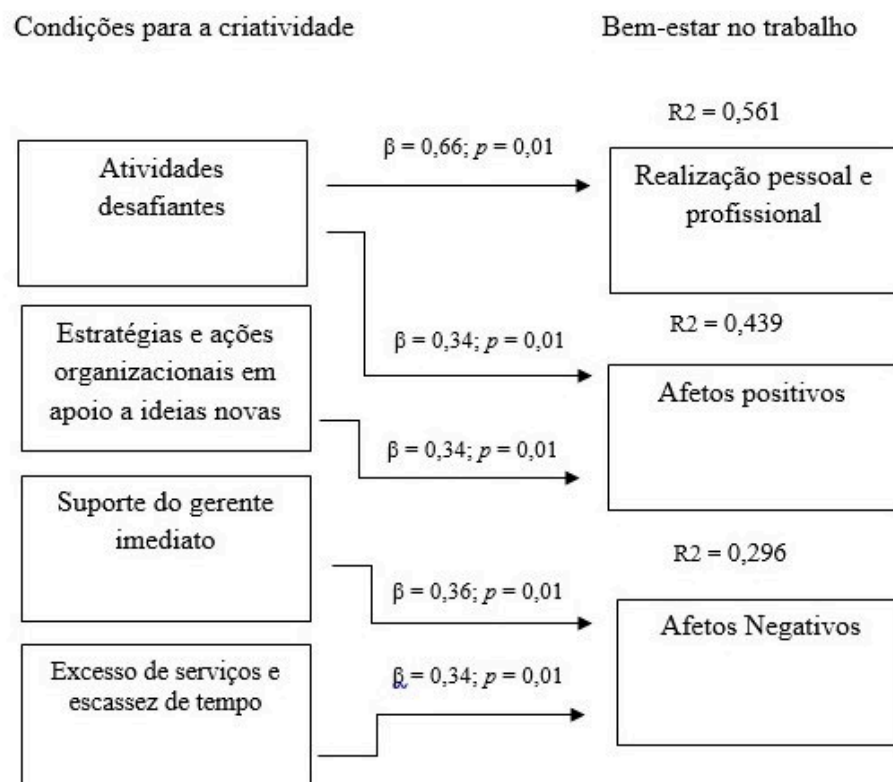 Condições para a criatividade
Bem-estar no trabalho
R2 = 0,561
β = 0,66; p = 0,01
Atividades
desafiantes
Realização pessoal e
profissional
R2 = 0,439
Estratégias e ações
organizacionais em
apoio a ideias novas
β = 0,34; p = 0,01
Afetos positivos
β = 0,34; p = 0,01
Suporte do gerente
imediato
R2 = 0,296
β = 0,36; p = 0,01
Afetos Negativos
Excesso de serviços e
escassez de tempo
β = 0,34; p = 0,01